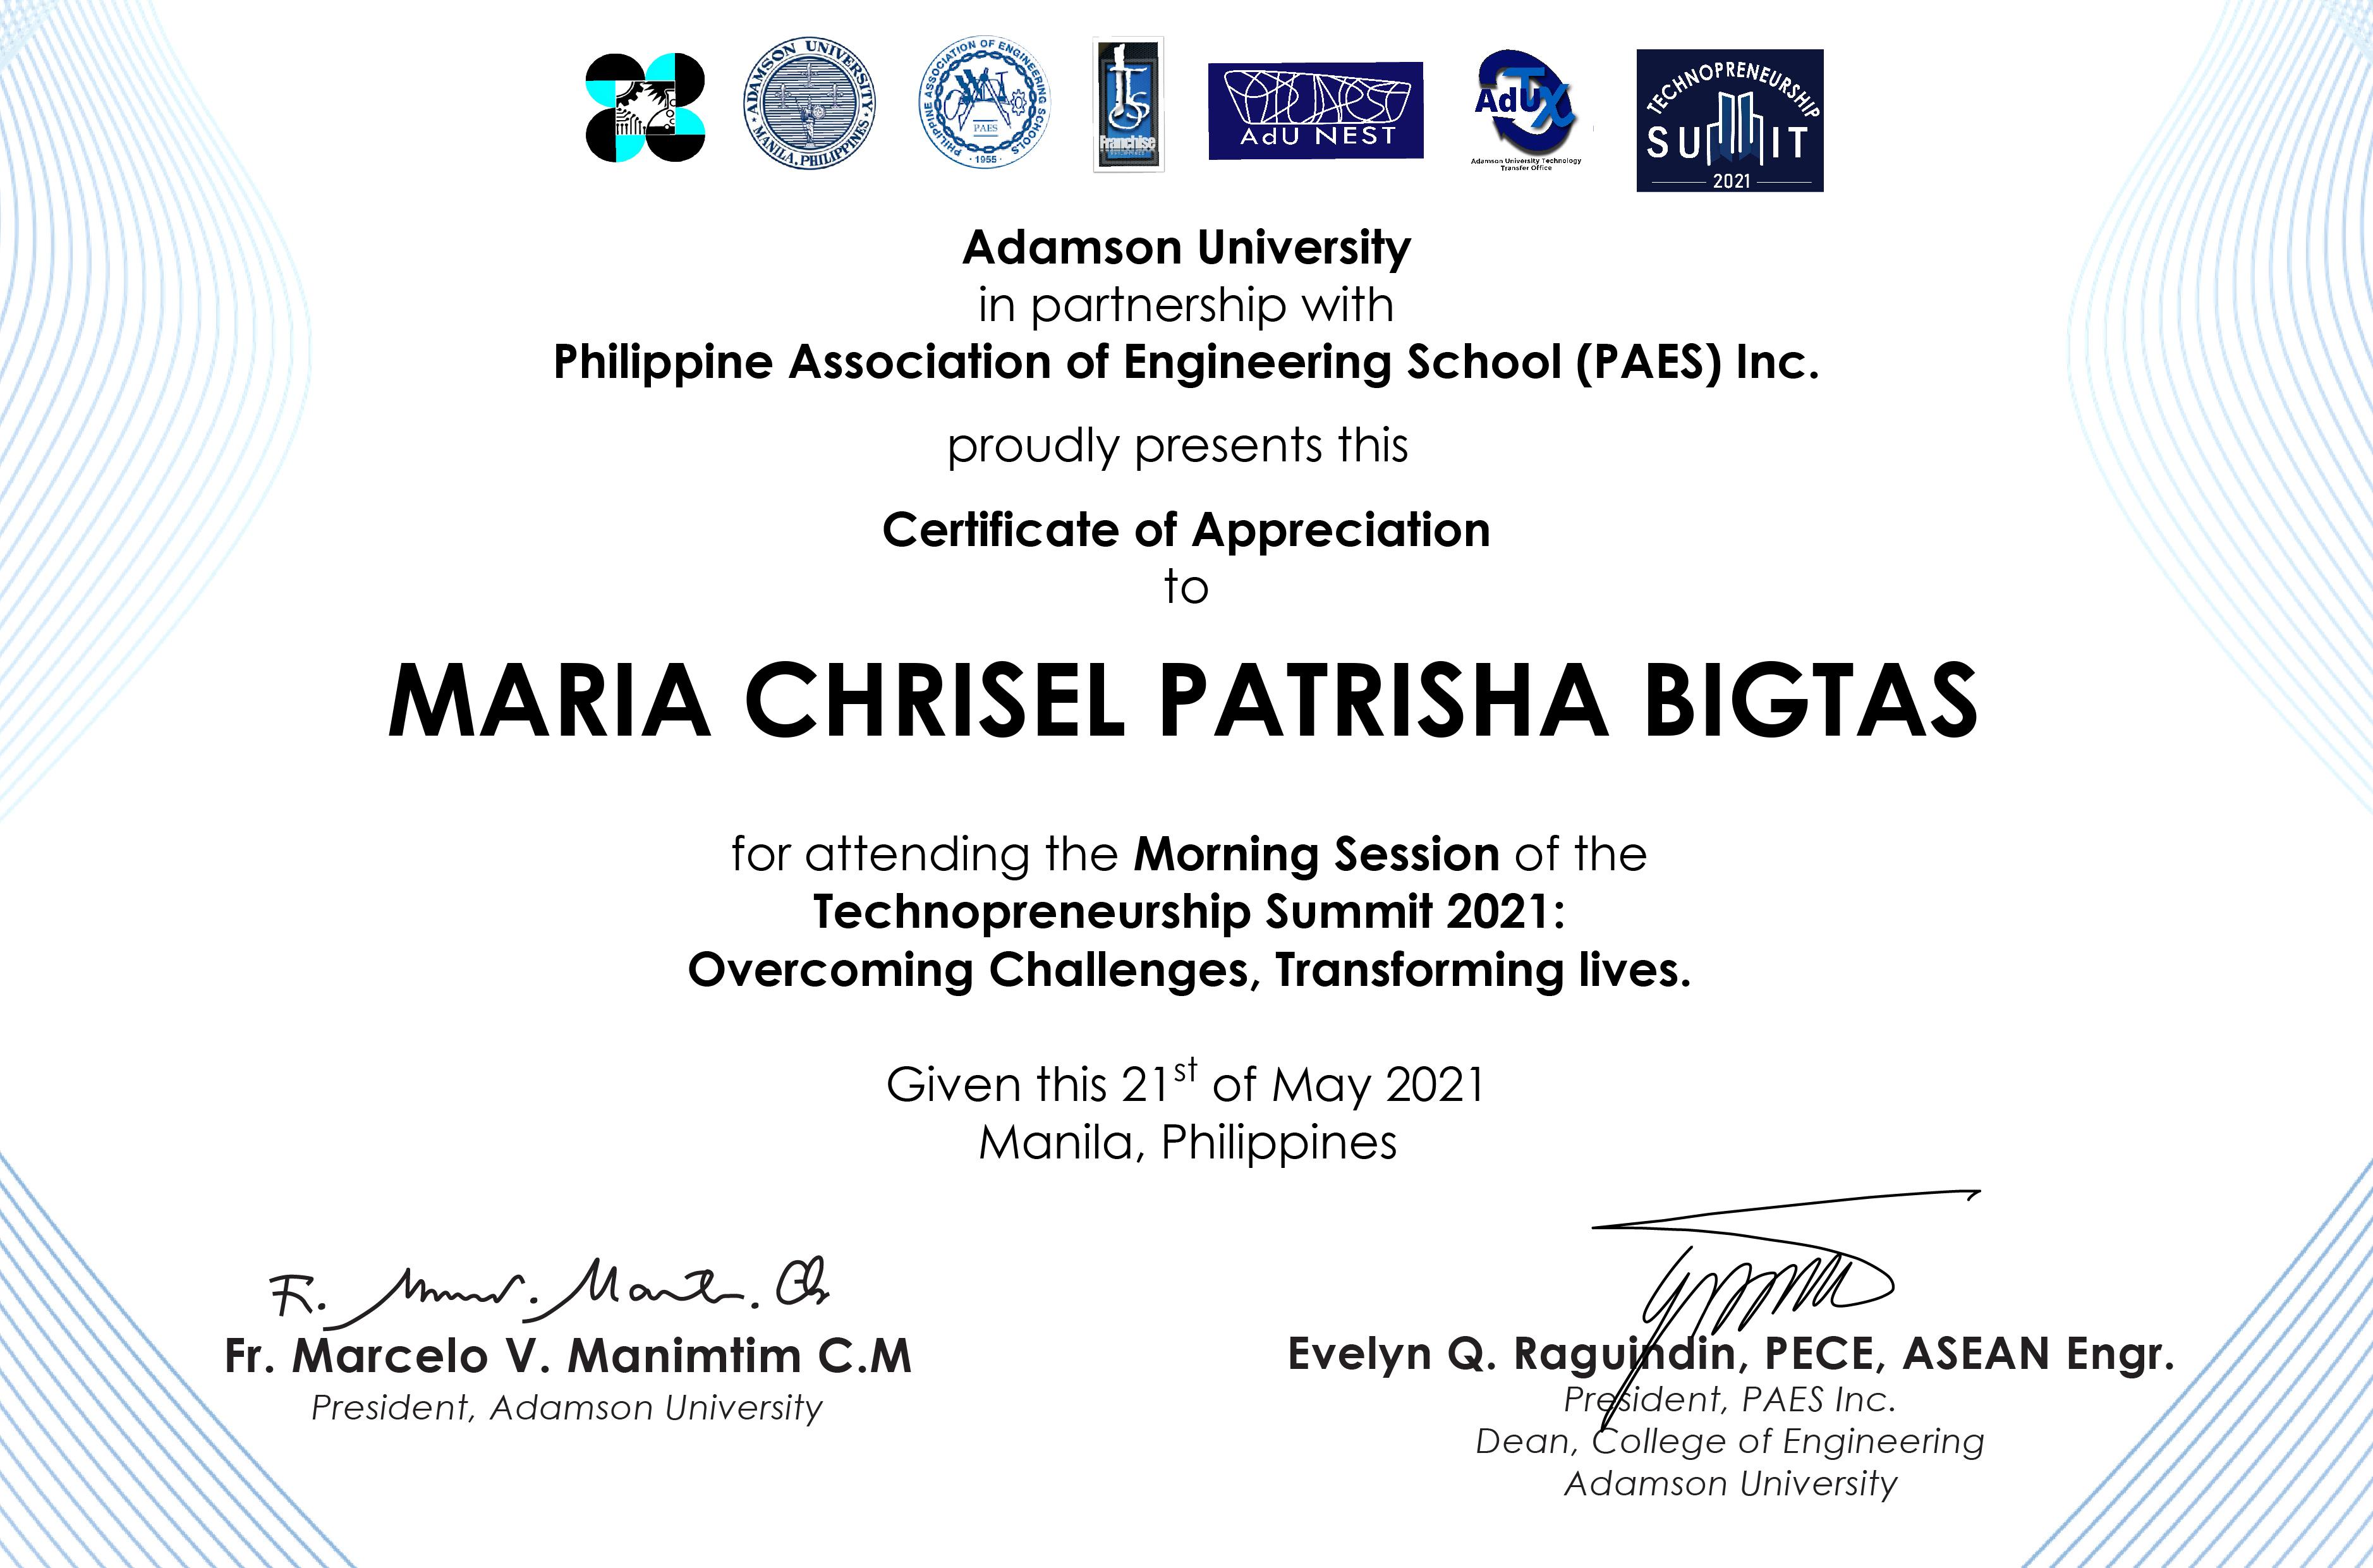 ADAMSON UNIVERSITY
MANILA, PHILIPPINES
PHILIPPINE ASSOCIATION OF ENGINEERING SCHOOLS
PAES
1955
Franchise
AdU NEST
AdUTX
Adamson University Technology
Transfer Office
TECHNOPRENEURSHIP
SUMMIT
2021
Adamson University
in partnership with
Philippine Association of Engineering School (PAES) Inc.
proudly presents this
Certificate of Appreciation
to
MARIA CHRISEL PATRISHA BIGTAS
for attending the Morning Session of the
Technopreneurship Summit 2021:
Overcoming Challenges, Transforming lives.
Given this 21st of May 2021
Manila, Philippines
Fr. Marcelo V. Manimtim C.M
President, Adamson University
Evelyn Q. Raguindin, PECE, ASEAN Engr.
President, PAES Inc.
Dean, College of Engineering
Adamson University